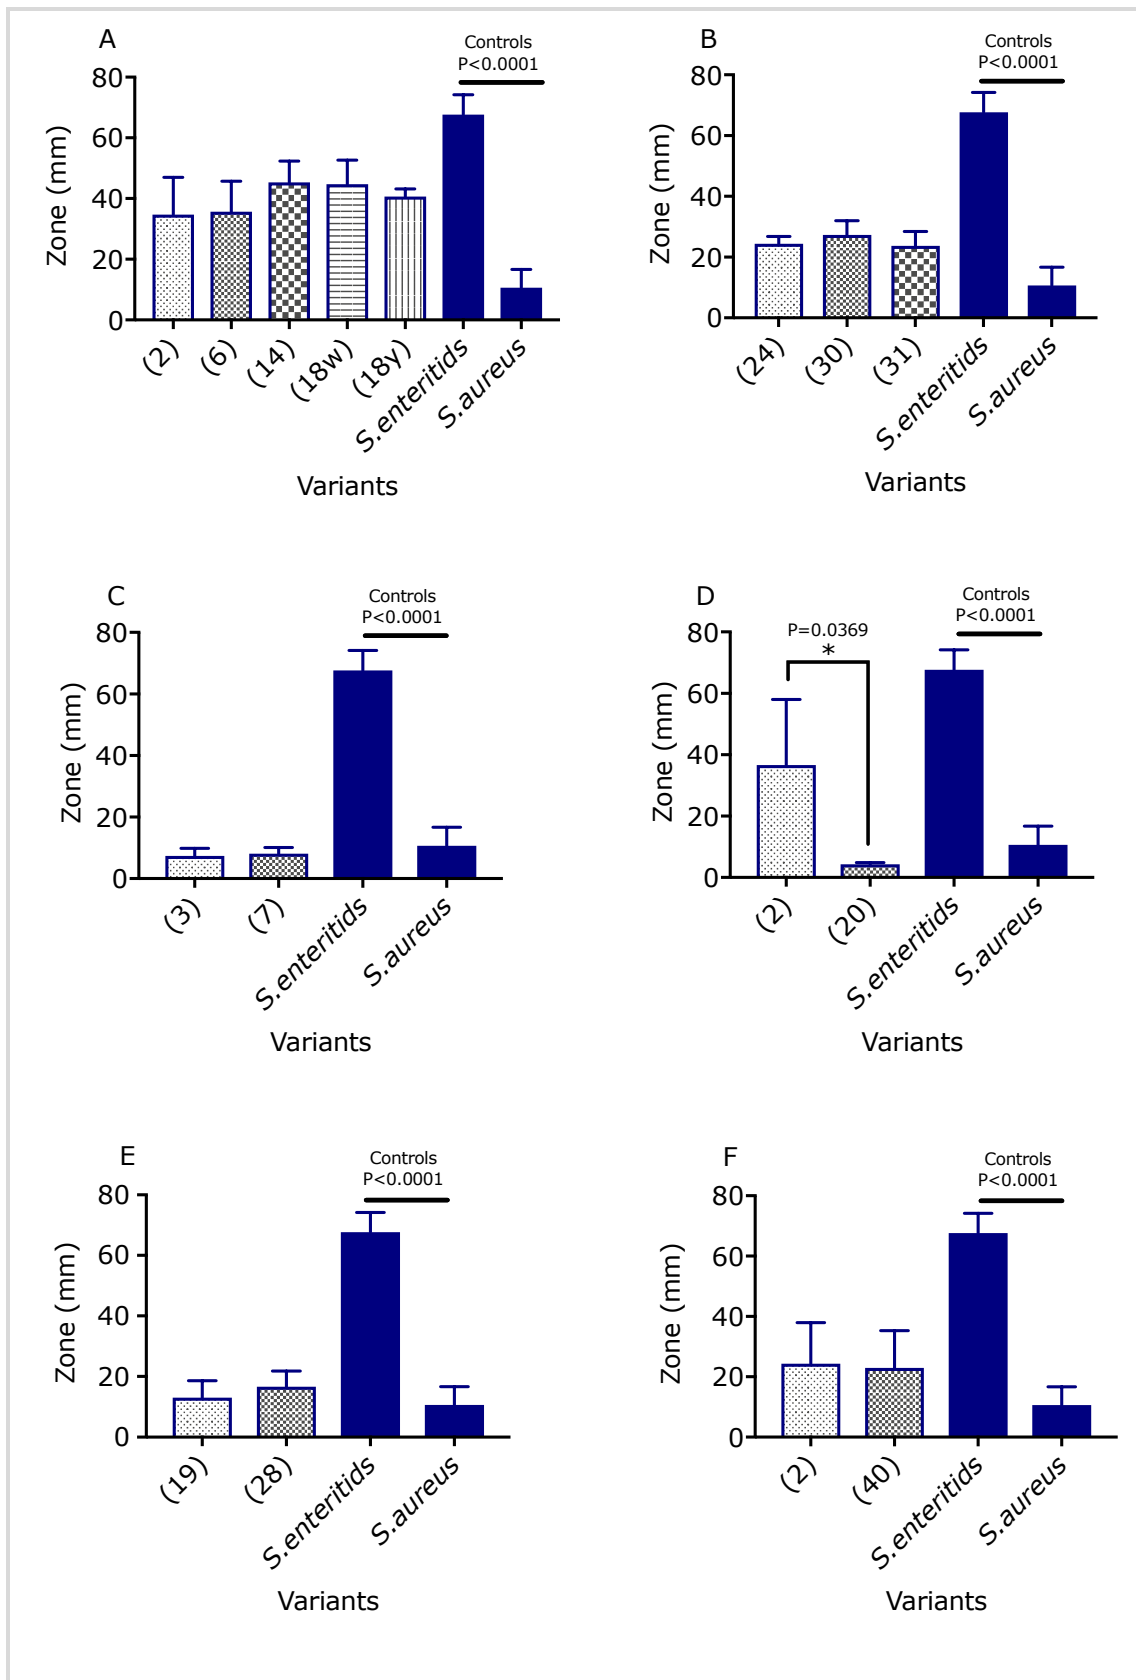 A
Controls
P<0.0001
80
60
40
20
0
Zone (mm)
(2)
(6)
(14)
(18w)
(18y)
S.enteritids
S.aureus
Variants
B
Controls
P<0.0001
80
60
40
20
0
Zone (mm)
(24)
(30)
(31)
S.enteritids
S.aureus
Variants
C
Controls
P<0.0001
80
60
40
20
0
Zone (mm)
(3)
(7)
S.enteritids
S.aureus
Variants
D
Controls
P<0.0001
P=0.0369
*
80
60
40
20
0
Zone (mm)
(2)
(20)
S.enteritids
S.aureus
Variants
E
Controls
P<0.0001
80
60
40
20
0
Zone (mm)
(19)
(28)
S.enteritids
S.aureus
Variants
F
Controls
P<0.0001
80
60
40
20
0
Zone (mm)
(2)
(40)
S.enteritids
S.aureus
Variants